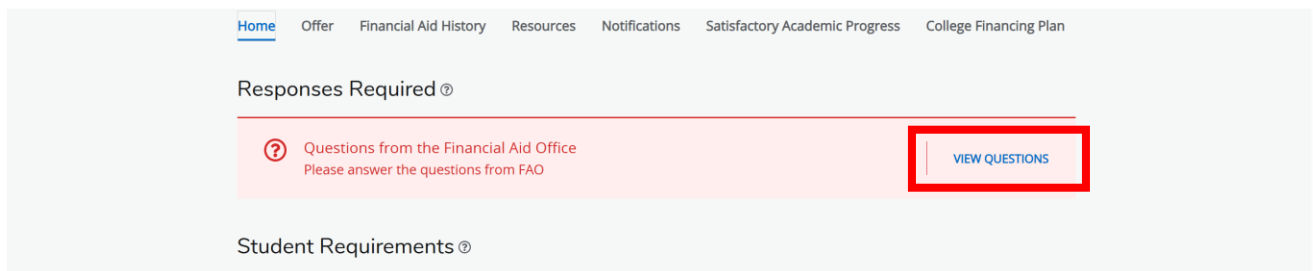 Home Offer Financial Aid History Resources Notifications Satisfactory Academic Progress College Financing Plan
Responses Required
Questions from the Financial Aid Office
Please answer the questions from FAO
VIEW QUESTIONS
Student Requirements